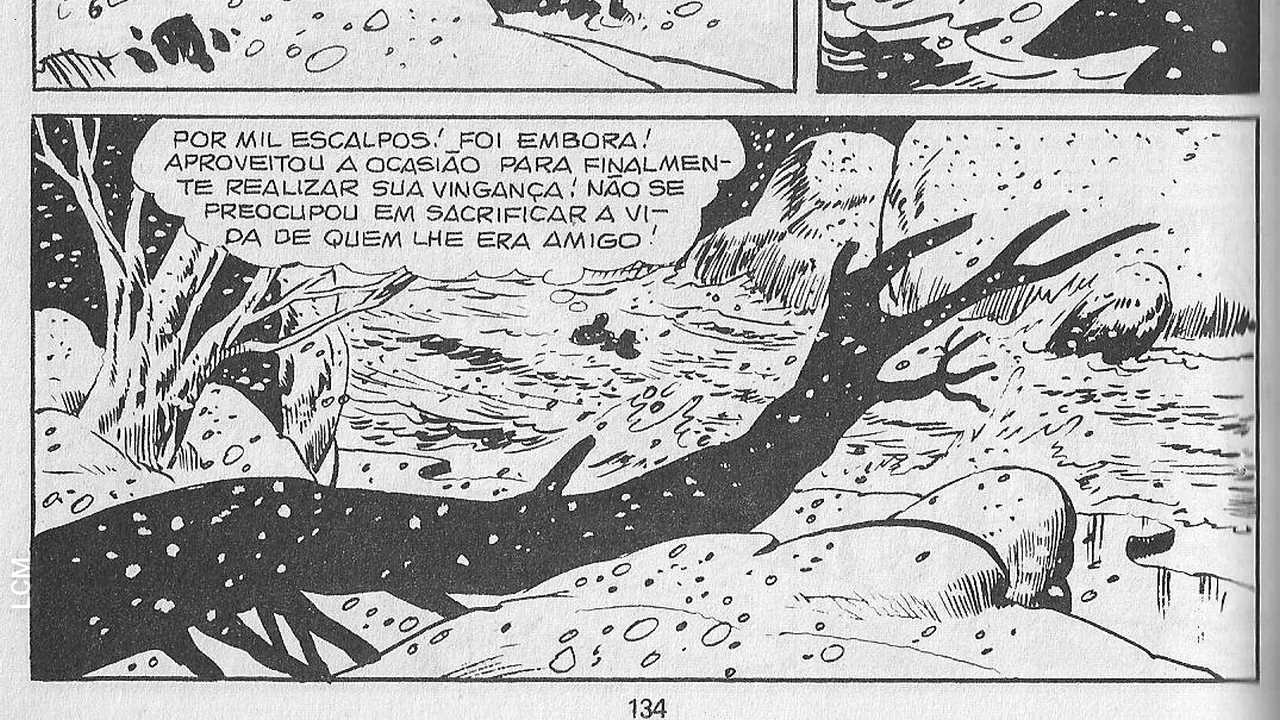 POR MIL ESCALPOS! FOI EMBORA!
APROVEITOU A OCASIÃO PARA FINALMEN-
TE REALIZAR SUA VINGANÇA! NÃO SE
PREOCUPOU EM SACRIFICAR A VI-
DA DE QUEM LHE ERA AMIGO!
LCM
134